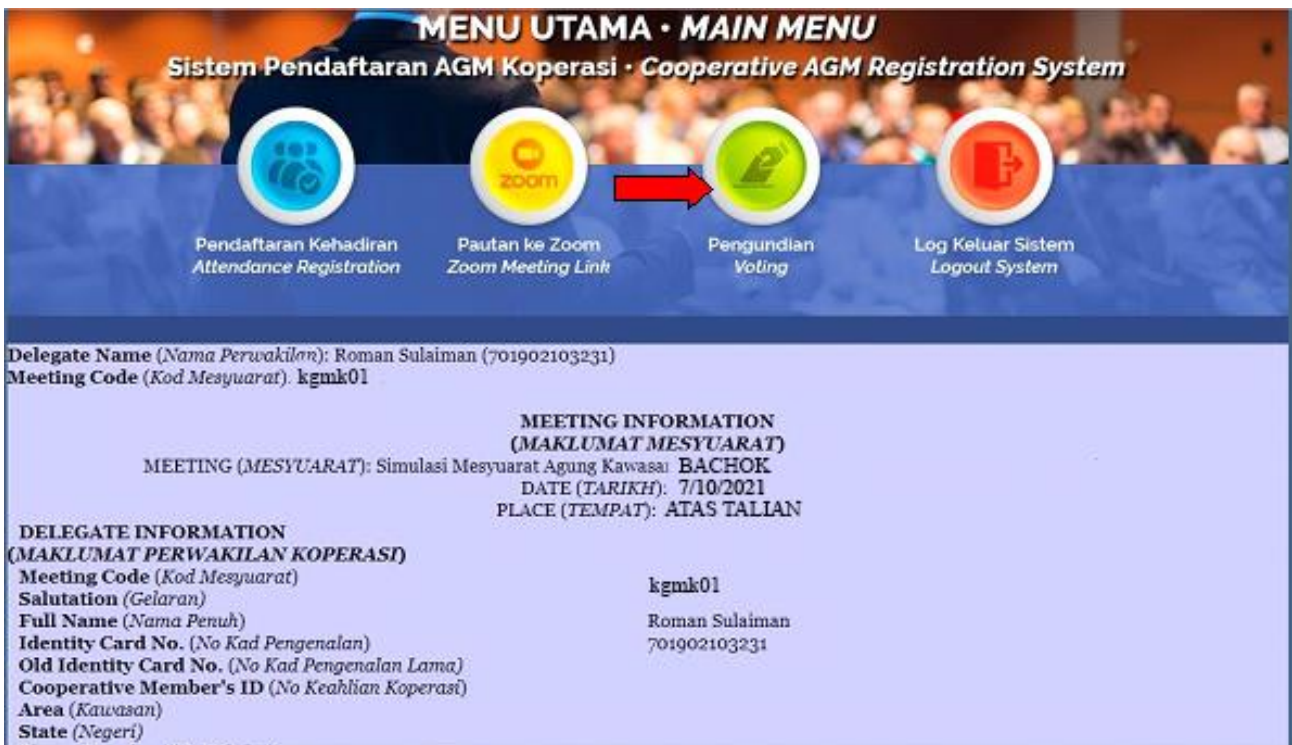 MENU UTAMA • MAIN MENU
Sistem Pendaftaran AGM Koperasi • Cooperative AGM Registration System
zoom
Pendaftaran Kehadiran
Attendance Registration
Pautan ke Zoom
Zoom Meeting Link
Pengundian
Voting
Log Keluar Sistem
Logout System
Delegate Name (Nama Perwakilan): Roman Sulaiman (701902103231)
Meeting Code (Kod Mesyuarat). kgmk01
MEETING INFORMATION
(MAKLUMAT MESYUARAT)
MEETING (MESYUARAT): Simulasi Mesyuarat Agung Kawasa: BACHOK
DATE (TARIKH): 7/10/2021
PLACE (TEMPAT): ATAS TALIAN
DELEGATE INFORMATION
(MAKLUMAT PERWAKILAN KOPERASI)
Meeting Code (Kod Mesyuarat) kgmk01
Salutation (Gelaran)
Full Name (Nama Penuh) Roman Sulaiman
Identity Card No. (No Kad Pengenalan) 701902103231
Old Identity Card No. (No Kad Pengenalan Lama)
Cooperative Member's ID (No Keahlian Koperasi)
Area (Kawasan)
State (Negeri)